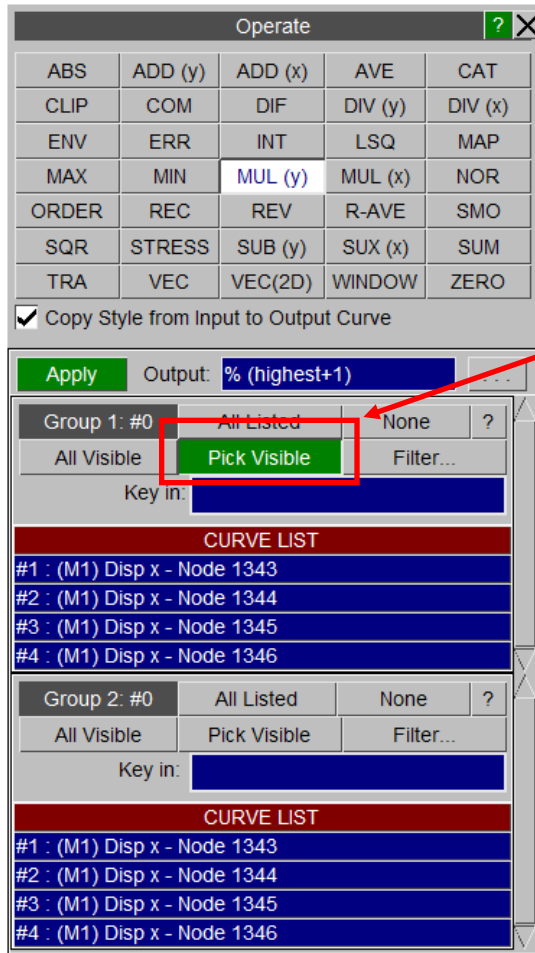 Operate ? X
ABS ADD (y) ADD (x) AVE CAT
CLIP COM DIF DIV (y) DIV (x)
ENV ERR INT LSQ MAP
MAX MIN MUL (y) MUL (x) NOR
ORDER REC REV R-AVE SMO
SQR STRESS SUB (y) SUX (x) SUM
TRA VEC VEC(2D) WINDOW ZERO
Copy Style from Input to Output Curve
Apply Output: % (highest+1) ...
Group 1: #0 All Listed None ?
All Visible Pick Visible Filter...
Key in:
CURVE LIST
#1 : (M1) Disp x - Node 1343
#2 : (M1) Disp x - Node 1344
#3 : (M1) Disp x - Node 1345
#4 : (M1) Disp x - Node 1346
Group 2: #0 All Listed None ?
All Visible Pick Visible Filter...
Key in:
CURVE LIST
#1 : (M1) Disp x - Node 1343
#2 : (M1) Disp x - Node 1344
#3 : (M1) Disp x - Node 1345
#4 : (M1) Disp x - Node 1346